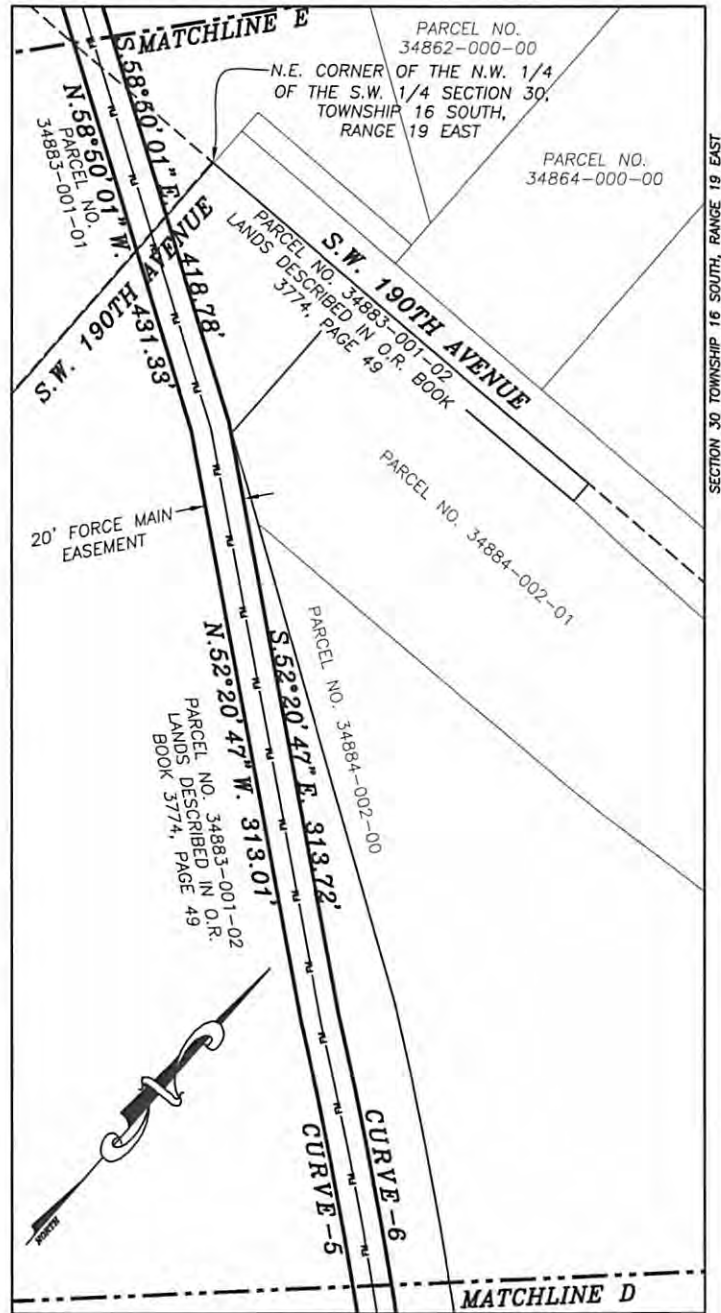 MATCHLINE E
PARCEL NO.
34862-000-00
N.E. CORNER OF THE N.W. 1/4
OF THE S.W. 1/4 SECTION 30,
TOWNSHIP 16 SOUTH,
RANGE 19 EAST
PARCEL NO.
34864-000-00
SECTION 30 TOWNSHIP 16 SOUTH, RANGE 19 EAST
S.58°50'01"E. 418.78'
N.58°50'01"W. 431.33'
PARCEL NO.
34883-001-01
S.W. 190TH AVENUE
S.W. 190TH AVENUE
PARCEL NO. 34883-001-02
LANDS DESCRIBED IN O.R. BOOK
3774, PAGE 49
PARCEL NO. 34884-002-01
20' FORCE MAIN
EASEMENT
PARCEL NO. 34884-002-00
S.52°20'47"E. 313.72'
N.52°20'47"W. 313.01'
PARCEL NO. 34883-001-02
LANDS DESCRIBED IN O.R.
BOOK 3774, PAGE 49
NORTH
CURVE-5
CURVE-6
MATCHLINE D